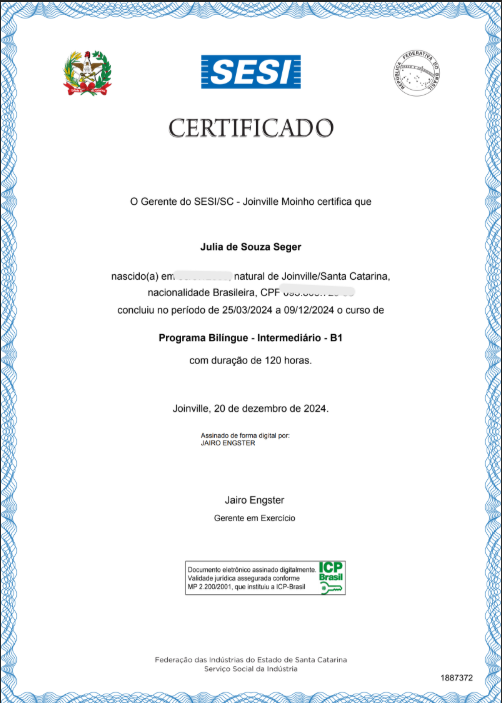 SESI
REPÚBLICA FEDERATIVA DO BRASIL
CERTIFICADO
O Gerente do SESI/SC - Joinville Moinho certifica que
Julia de Souza Seger
nascido(a) em natural de Joinville/Santa Catarina,
nacionalidade Brasileira, CPF
concluiu no período de 25/03/2024 a 09/12/2024 o curso de
Programa Bilíngue - Intermediário - B1
com duração de 120 horas.
Joinville, 20 de dezembro de 2024.
Assinado de forma digital por:
JAIRO ENGSTER
Jairo Engster
Gerente em Exercício
Documento eletrônico assinado digitalmente.
Validade jurídica assegurada conforme
MP 2.200/2001, que instituiu a ICP-Brasil
ICP
Brasil
Federação das Indústrias do Estado de Santa Catarina
Serviço Social da Indústria
1887372